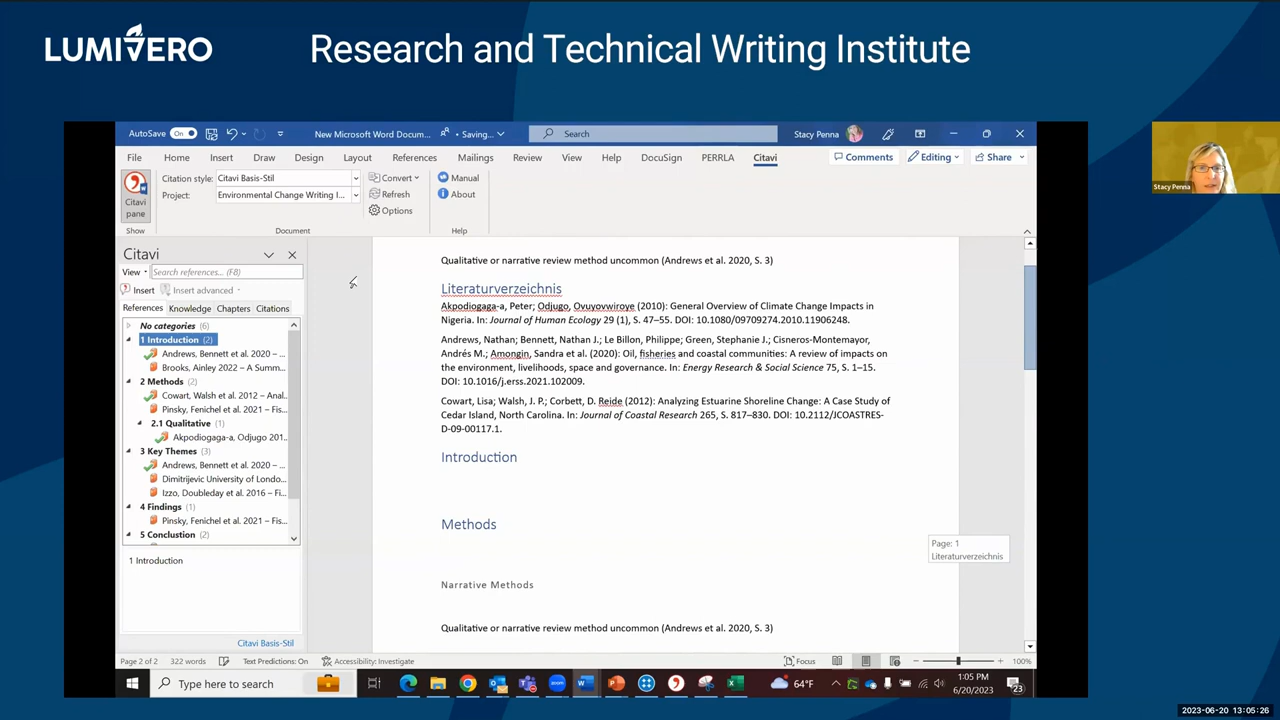 LUMIVERO
Research and Technical Writing Institute
AutoSave On
New Microsoft Word Docum... • Saving...
Search
Stacy Penna
File Home Insert Draw Design Layout References Mailings Review View Help DocuSign PERRLA Citavi
Comments Editing Share
Citavi pane
Show
Citation style: Citavi Basis-Stil
Project: Environmental Change Writing I...
Convert
Refresh
Options
Document
Manual
About
Help
Citavi
View Search references... (F8)
Insert Insert advanced
References Knowledge Chapters Citations
No categories (6)
1 Introduction (2)
Andrews, Bennett et al. 2020 – ...
Brooks, Ainley 2022 – A Summ...
2 Methods (2)
Cowart, Walsh et al. 2012 – Anal...
Pinsky, Fenichel et al. 2021 – Fis...
2.1 Qualitative (1)
Akpodiogaga-a, Odjugo 201...
3 Key Themes (3)
Andrews, Bennett et al. 2020 – ...
Dimitrijevic University of Londo...
Izzo, Doubleday et al. 2016 – Fi...
4 Findings (1)
Pinsky, Fenichel et al. 2021 – Fis...
5 Conclustion (2)
1 Introduction
Citavi Basis-Stil
Qualitative or narrative review method uncommon (Andrews et al. 2020, S. 3)
Literaturverzeichnis
Akpodiogaga-a, Peter; Odjugo, Ovuyovwiroye (2010): General Overview of Climate Change Impacts in
Nigeria. In: Journal of Human Ecology 29 (1), S. 47–55. DOI: 10.1080/09709274.2010.11906248.
Andrews, Nathan; Bennett, Nathan J.; Le Billon, Philippe; Green, Stephanie J.; Cisneros-Montemayor,
Andrés M.; Amongin, Sandra et al. (2020): Oil, fisheries and coastal communities: A review of impacts on
the environment, livelihoods, space and governance. In: Energy Research & Social Science 75, S. 1–15.
DOI: 10.1016/j.erss.2021.102009.
Cowart, Lisa; Walsh, J. P.; Corbett, D. Reide (2012): Analyzing Estuarine Shoreline Change: A Case Study of
Cedar Island, North Carolina. In: Journal of Coastal Research 265, S. 817–830. DOI: 10.2112/JCOASTRES-
D-09-00117.1.
Introduction
Methods
Page: 1
Literaturverzeichnis
Narrative Methods
Qualitative or narrative review method uncommon (Andrews et al. 2020, S. 3)
Page 2 of 2 322 words Text Predictions: On Accessibility: Investigate Focus 100%
Type here to search
64°F
1:05 PM
6/20/2023
23
Stacy Penna
2023-06-20 13:05:26